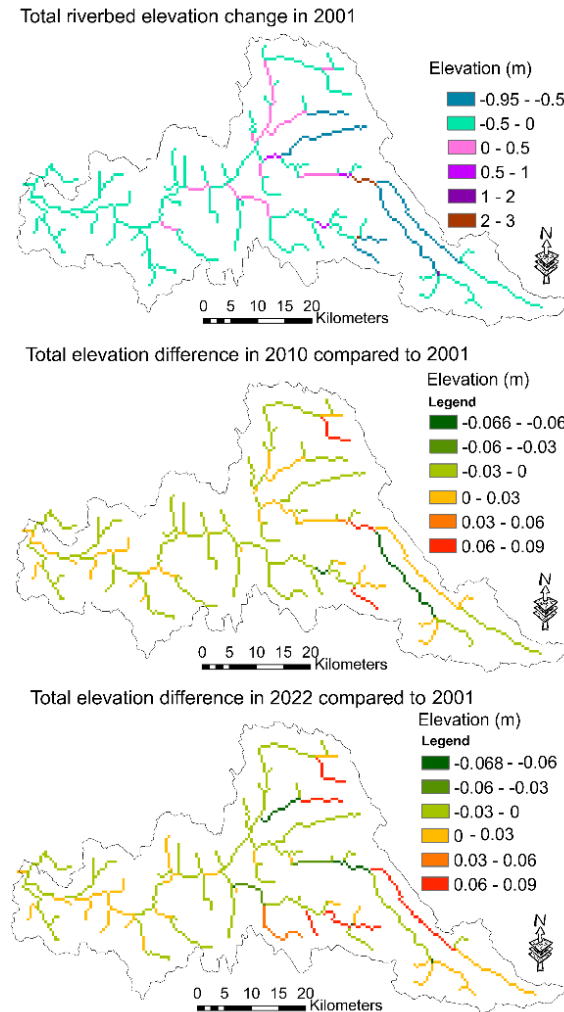 Total riverbed elevation change in 2001
Elevation (m)
-0.95 - -0.5
-0.5 - 0
0 - 0.5
0.5 - 1
1 - 2
2 - 3
N
0 5 10 15 20
Kilometers
Total elevation difference in 2010 compared to 2001
Elevation (m)
Legend
-0.066 - -0.06
-0.06 - -0.03
-0.03 - 0
0 - 0.03
0.03 - 0.06
0.06 - 0.09
N
0 5 10 15 20
Kilometers
Total elevation difference in 2022 compared to 2001
Elevation (m)
Legend
-0.068 - -0.06
-0.06 - -0.03
-0.03 - 0
0 - 0.03
0.03 - 0.06
0.06 - 0.09
N
0 5 10 15 20
Kilometers